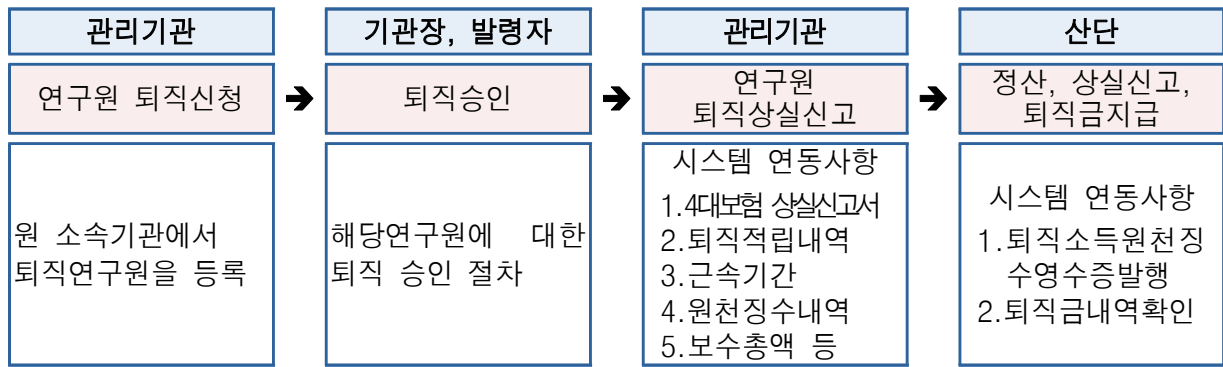 관리기관
연구원 퇴직신청
원 소속기관에서
퇴직연구원을 등록
➔
기관장, 발령자
퇴직승인
해당연구원에 대한
퇴직 승인 절차
➔
관리기관
연구원
퇴직상실신고
시스템 연동사항
1.4대보험 상실신고서
2.퇴직적립내역
3.근속기간
4.원천징수내역
5.보수총액 등
➔
산단
정산, 상실신고,
퇴직금지급
시스템 연동사항
1.퇴직소득원천징
수영수증발행
2.퇴직금내역확인